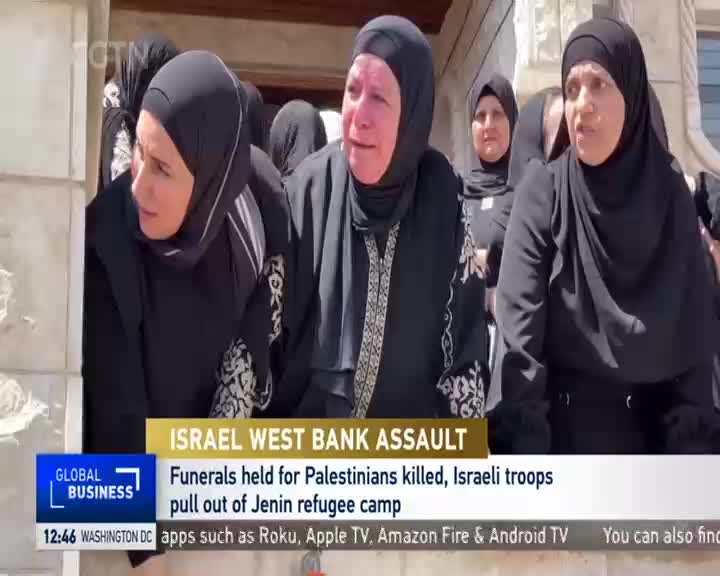 CGTN
ISRAEL WEST BANK ASSAULT
GLOBAL
BUSINESS
Funerals held for Palestinians killed, Israeli troops
pull out of Jenin refugee camp
12:46 WASHINGTON DC
apps such as Roku, Apple TV, Amazon Fire & Android TV You can also find